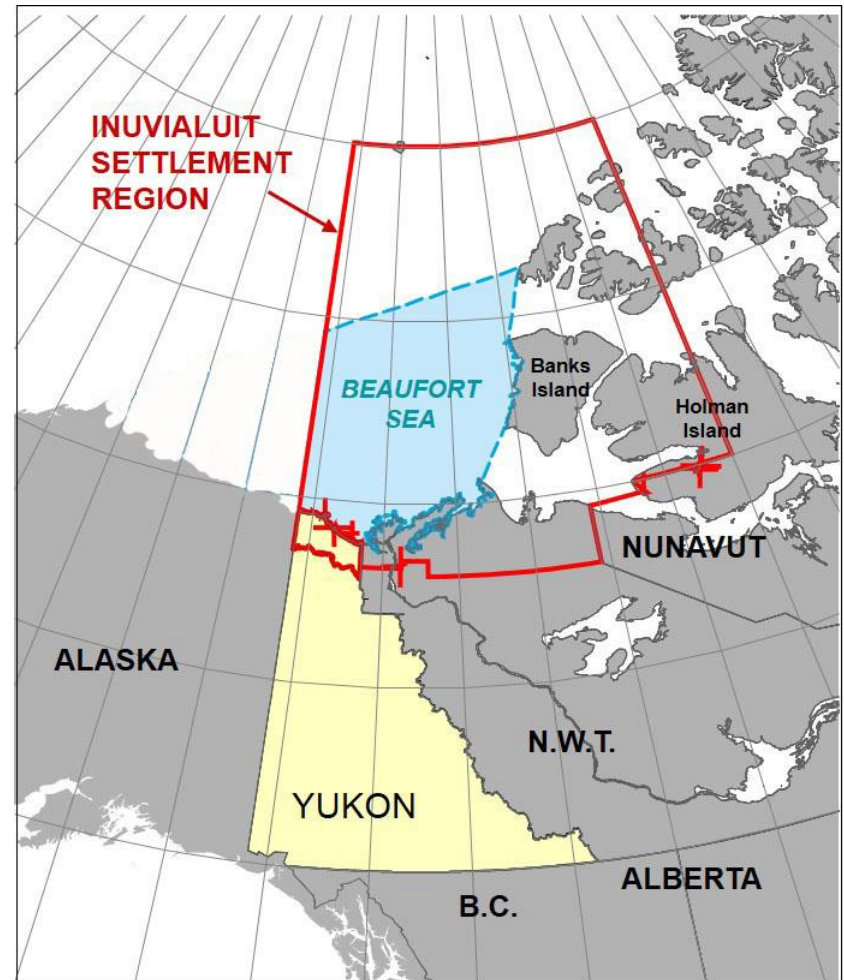 INUVIALUIT
SETTLEMENT
REGION
Banks
Island
BEAUFORT
SEA
Holman
Island
NUNAVUT
ALASKA
N.W.T.
YUKON
ALBERTA
B.C.